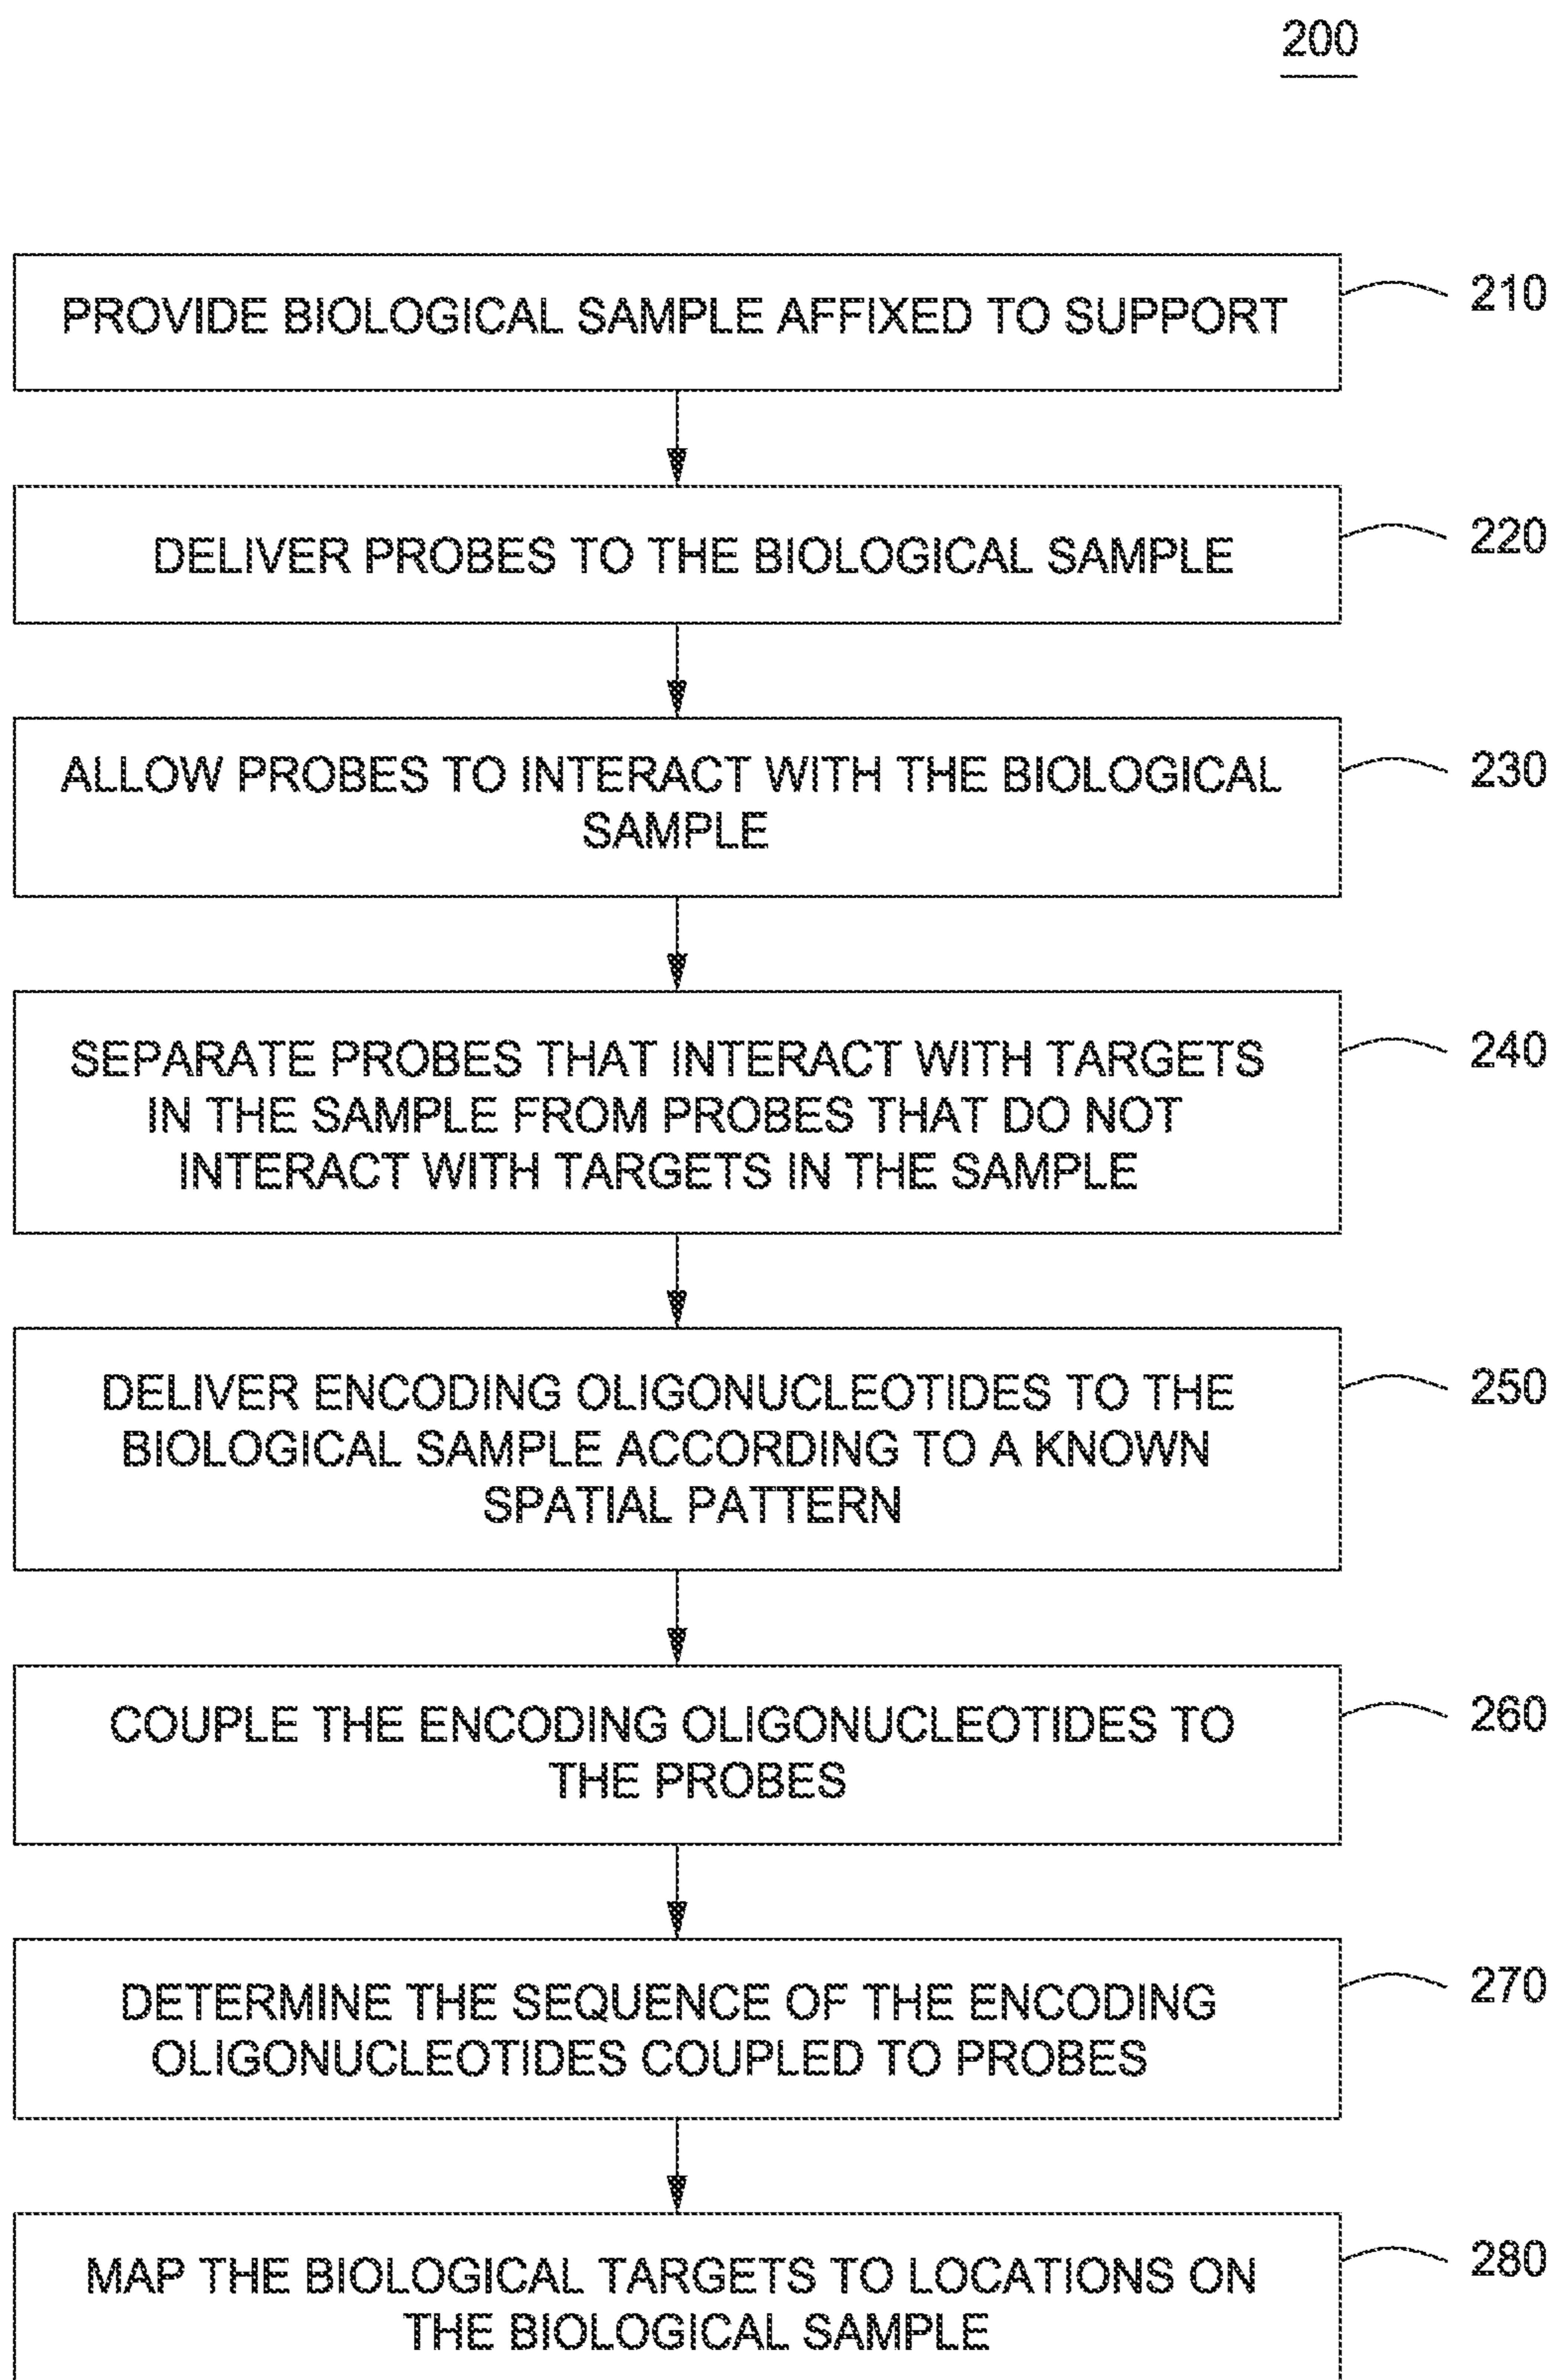 200
PROVIDE BIOLOGICAL SAMPLE AFFIXED TO SUPPORT
210
DELIVER PROBES TO THE BIOLOGICAL SAMPLE
220
ALLOW PROBES TO INTERACT WITH THE BIOLOGICAL
SAMPLE
230
SEPARATE PROBES THAT INTERACT WITH TARGETS
IN THE SAMPLE FROM PROBES THAT DO NOT
INTERACT WITH TARGETS IN THE SAMPLE
240
DELIVER ENCODING OLIGONUCLEOTIDES TO THE
BIOLOGICAL SAMPLE ACCORDING TO A KNOWN
SPATIAL PATTERN
250
COUPLE THE ENCODING OLIGONUCLEOTIDES TO
THE PROBES
260
DETERMINE THE SEQUENCE OF THE ENCODING
OLIGONUCLEOTIDES COUPLED TO PROBES
270
MAP THE BIOLOGICAL TARGETS TO LOCATIONS ON
THE BIOLOGICAL SAMPLE
280